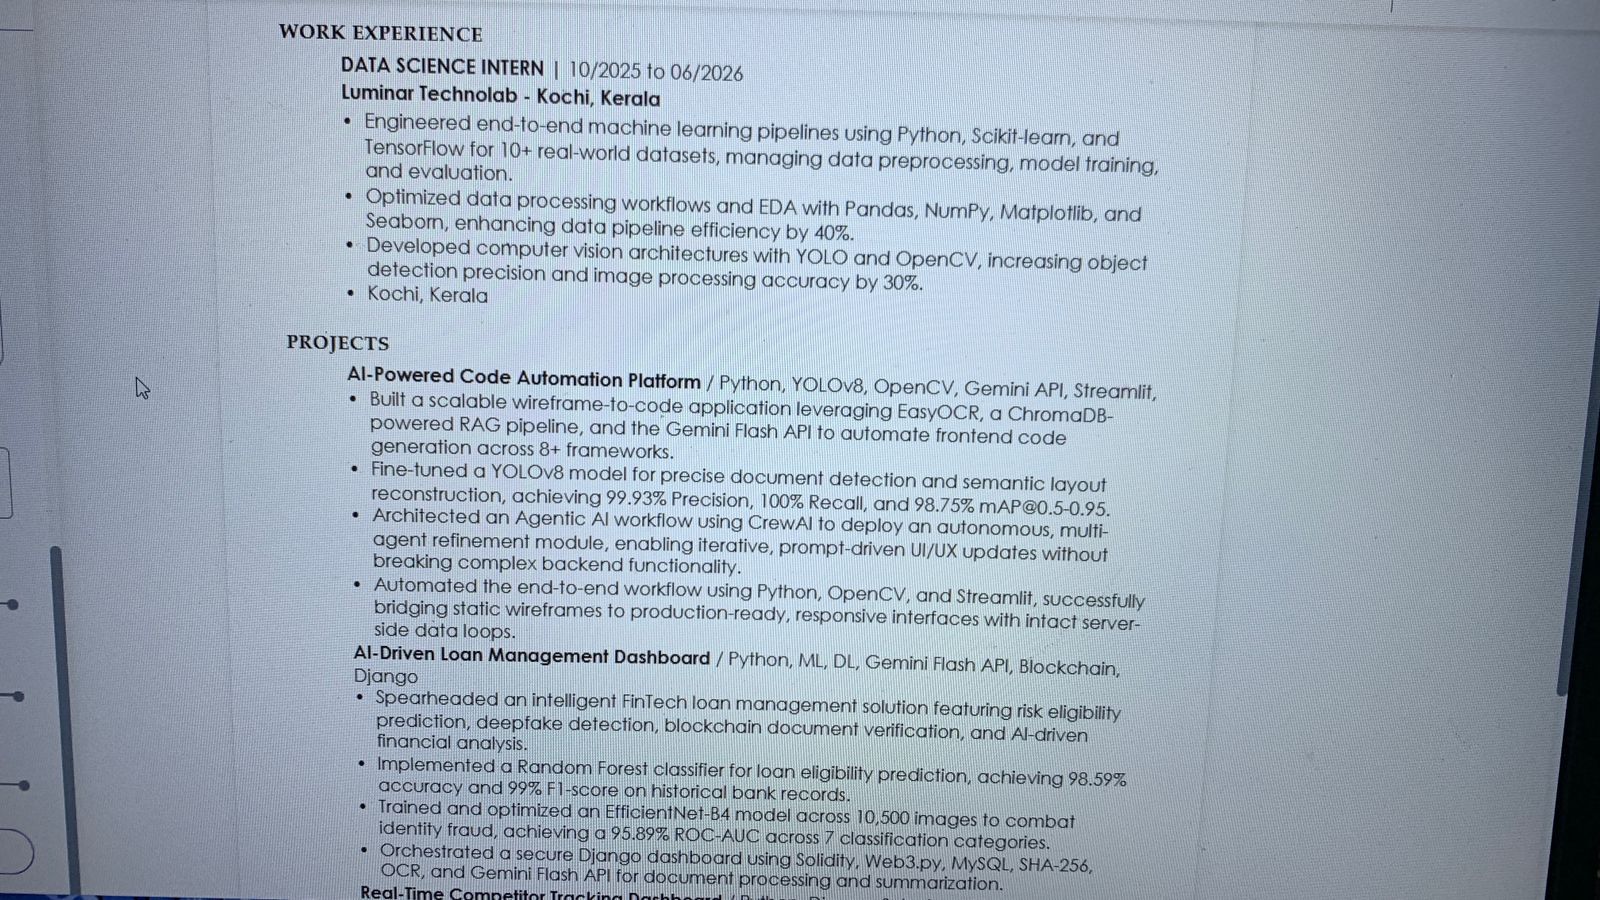 WORK EXPERIENCE
DATA SCIENCE INTERN | 10/2025 to 06/2026
Luminar Technolab - Kochi, Kerala
• Engineered end-to-end machine learning pipelines using Python, Scikit-learn, and
TensorFlow for 10+ real-world datasets, managing data preprocessing, model training,
and evaluation.
• Optimized data processing workflows and EDA with Pandas, NumPy, Matplotlib, and
Seaborn, enhancing data pipeline efficiency by 40%.
• Developed computer vision architectures with YOLO and OpenCV, increasing object
detection precision and image processing accuracy by 30%.
• Kochi, Kerala
PROJECTS
AI-Powered Code Automation Platform / Python, YOLOv8, OpenCV, Gemini API, Streamlit,
• Built a scalable wireframe-to-code application leveraging EasyOCR, a ChromaDB-
powered RAG pipeline, and the Gemini Flash API to automate frontend code
generation across 8+ frameworks.
• Fine-tuned a YOLOv8 model for precise document detection and semantic layout
reconstruction, achieving 99.93% Precision, 100% Recall, and 98.75% mAP@0.5-0.95.
• Architected an Agentic AI workflow using CrewAI to deploy an autonomous, multi-
agent refinement module, enabling iterative, prompt-driven UI/UX updates without
breaking complex backend functionality.
• Automated the end-to-end workflow using Python, OpenCV, and Streamlit, successfully
bridging static wireframes to production-ready, responsive interfaces with intact server-
side data loops.
AI-Driven Loan Management Dashboard / Python, ML, DL, Gemini Flash API, Blockchain,
Django
• Spearheaded an intelligent FinTech loan management solution featuring risk eligibility
prediction, deepfake detection, blockchain document verification, and AI-driven
financial analysis.
• Implemented a Random Forest classifier for loan eligibility prediction, achieving 98.59%
accuracy and 99% F1-score on historical bank records.
• Trained and optimized an EfficientNet-B4 model across 10,500 images to combat
identity fraud, achieving a 95.89% ROC-AUC across 7 classification categories.
• Orchestrated a secure Django dashboard using Solidity, Web3.py, MySQL, SHA-256,
OCR, and Gemini Flash API for document processing and summarization.
Real-Time Competitor Tracking Dashboard /